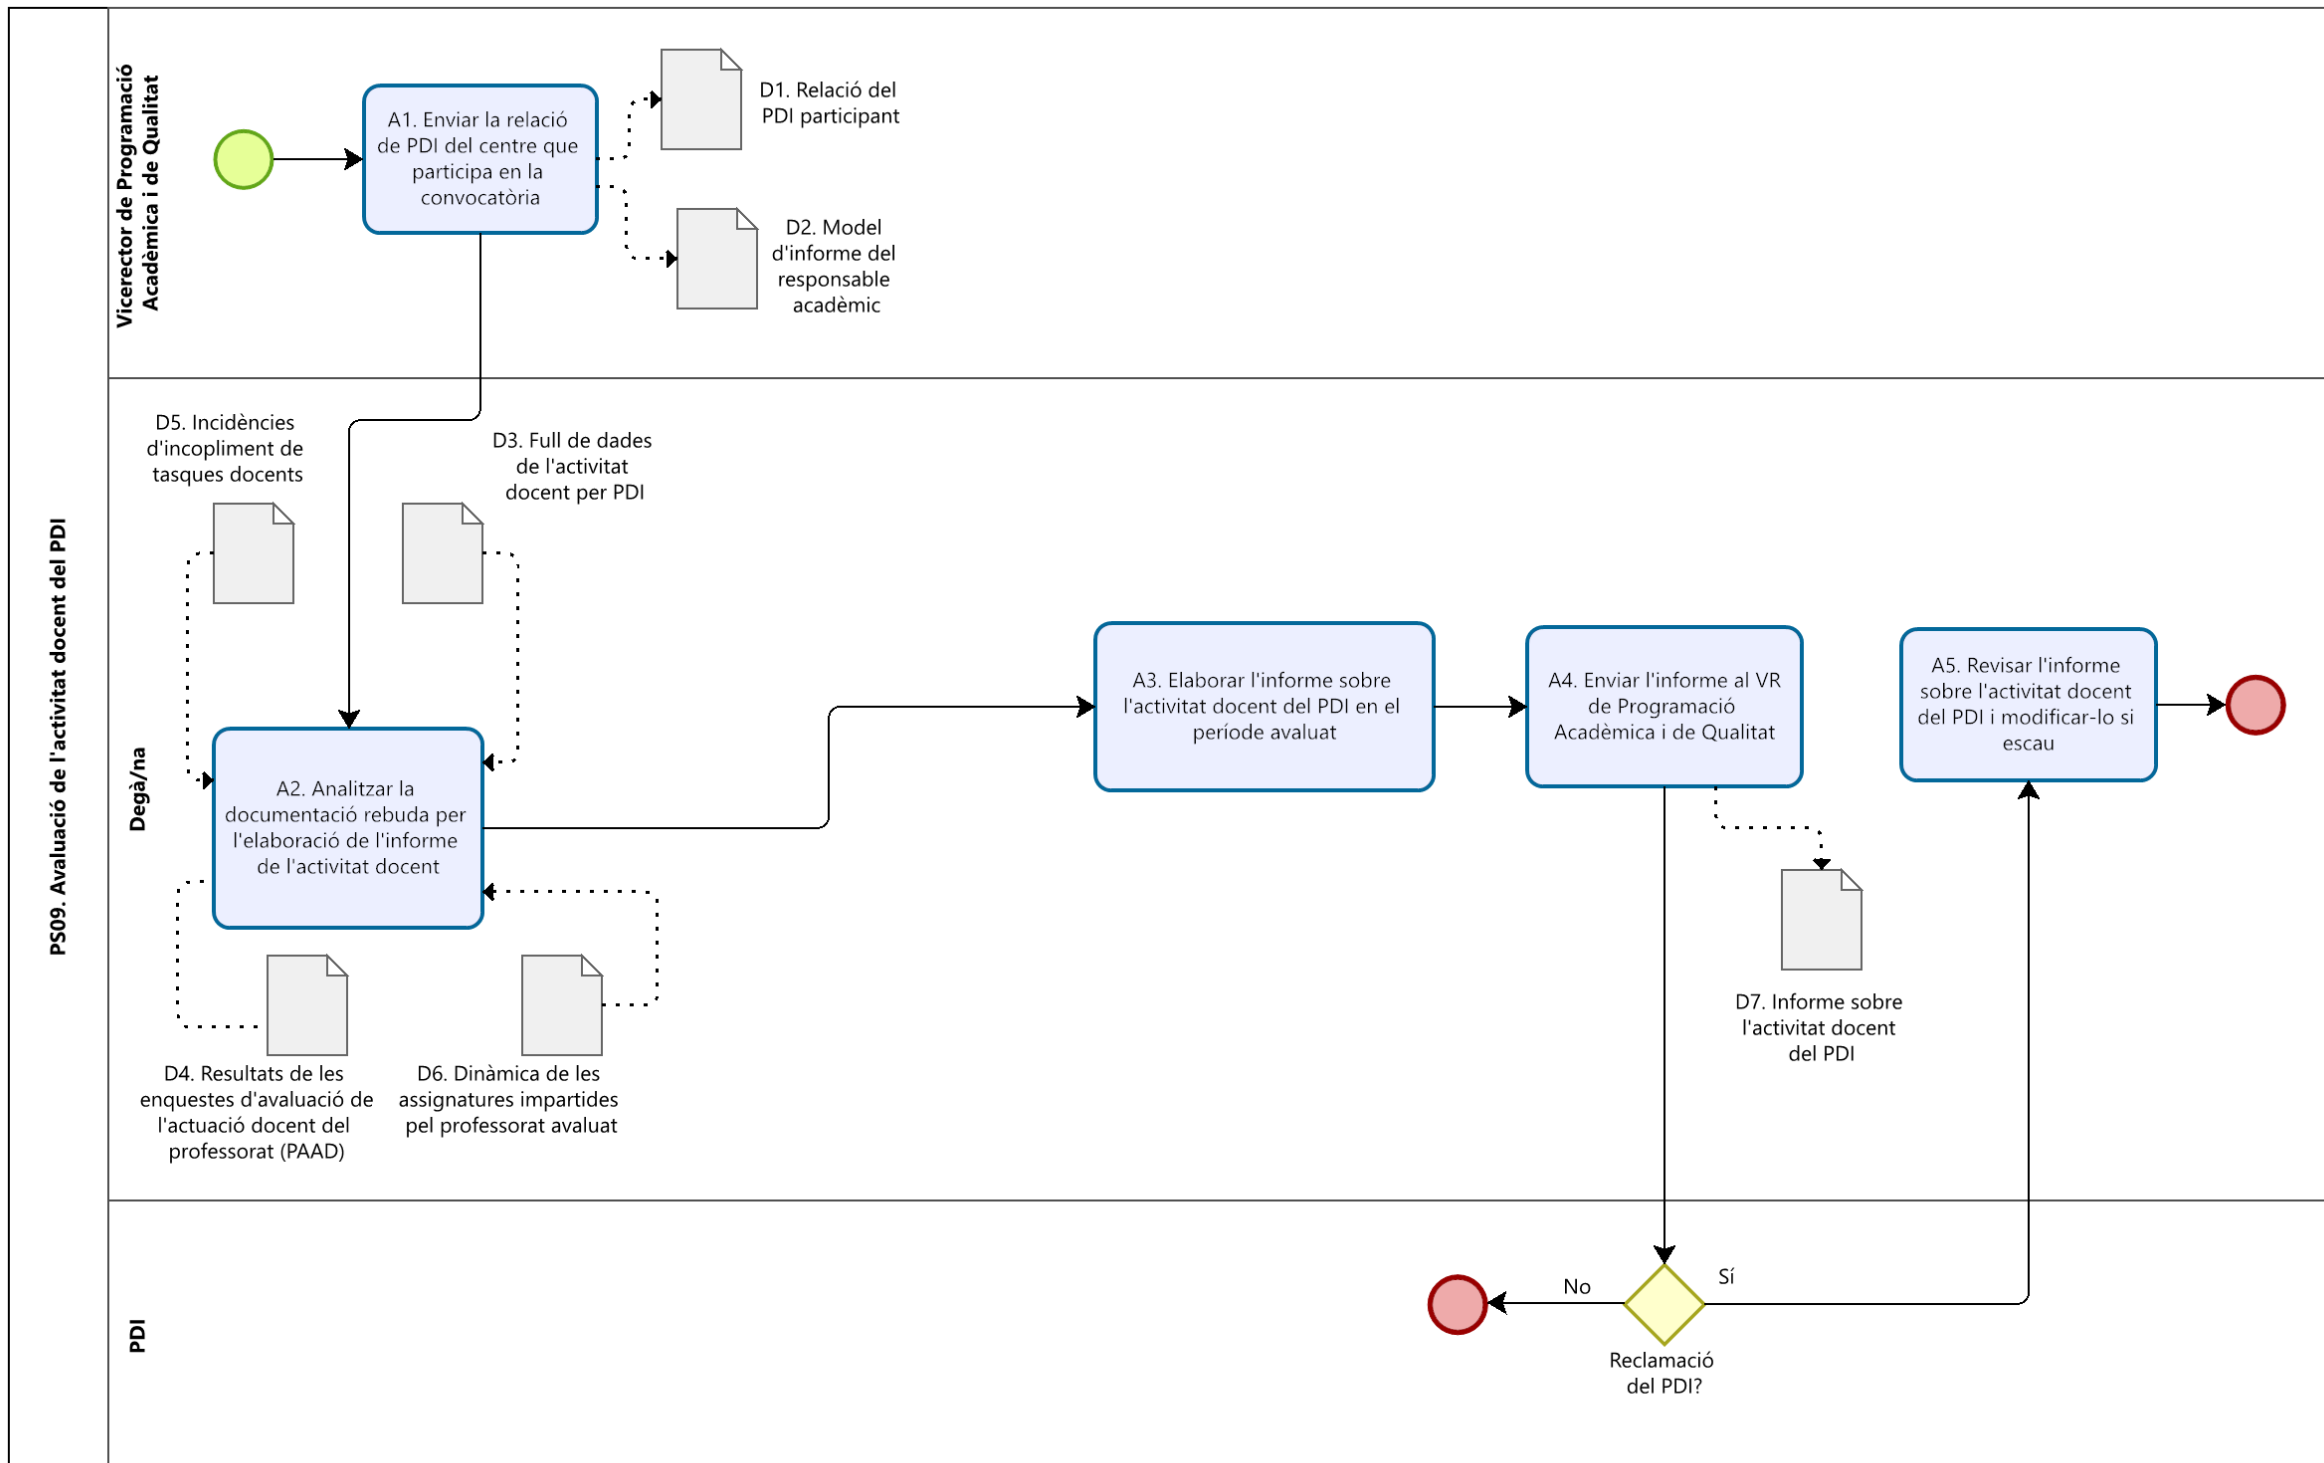 PS09. Avaluació de l'activitat docent del PDI
Vicerector de Programació
Acadèmica i de Qualitat
A1. Enviar la relació
de PDI del centre que
participa en la
convocatòria
D1. Relació del
PDI participant
D2. Model
d'informe del
responsable
acadèmic
Degà/na
D5. Incidències
d'incopliment de
tasques docents
D3. Full de dades
de l'activitat
docent per PDI
A2. Analitzar la
documentació rebuda per
l'elaboració de l'informe
de l'activitat docent
D4. Resultats de les
enquestes d'avaluació de
l'actuació docent del
professorat (PAAD)
D6. Dinàmica de les
assignatures impartides
pel professorat avaluat
A3. Elaborar l'informe sobre
l'activitat docent del PDI en el
període avaluat
A4. Enviar l'informe al VR
de Programació
Acadèmica i de Qualitat
D7. Informe sobre
l'activitat docent
del PDI
A5. Revisar l'informe
sobre l'activitat docent
del PDI i modificar-lo si
escau
PDI
No
Sí
Reclamació
del PDI?